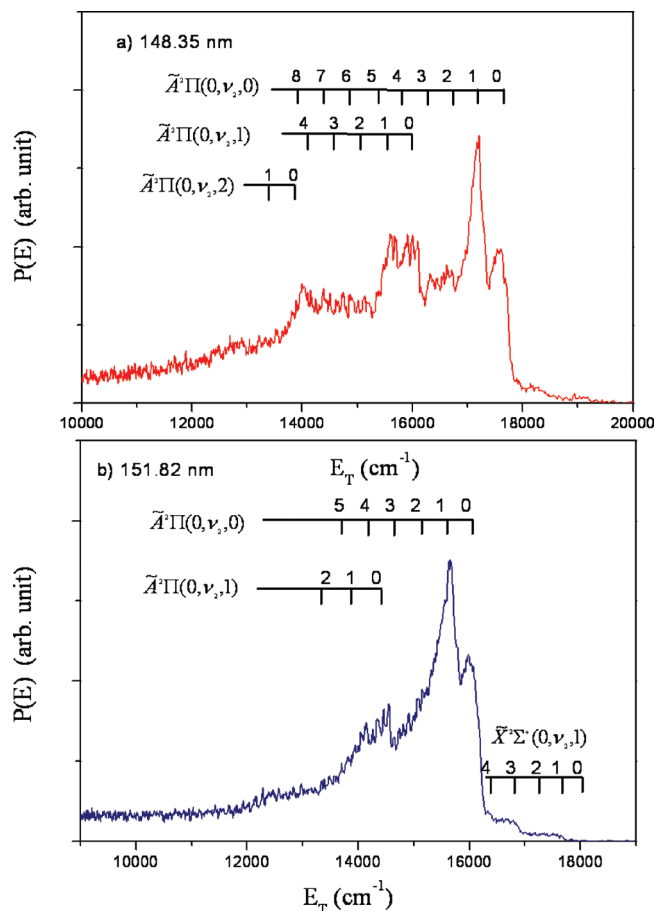 a) 148.35 nm
8 7 6 5 4 3 2 1 0
Ã²Π(0,ν₂,0)
4 3 2 1 0
Ã²Π(0,ν₂,1)
1 0
Ã²Π(0,ν₂,2)
P(E) (arb. unit)
10000 12000 14000 16000 18000 20000
E_T (cm⁻¹)
b) 151.82 nm
5 4 3 2 1 0
Ã²Π(0,ν₂,0)
2 1 0
Ã²Π(0,ν₂,1)
P(E) (arb. unit)
X̃²Σ⁺(0,ν₂,1)
4 3 2 1 0
10000 12000 14000 16000 18000
E_T (cm⁻¹)